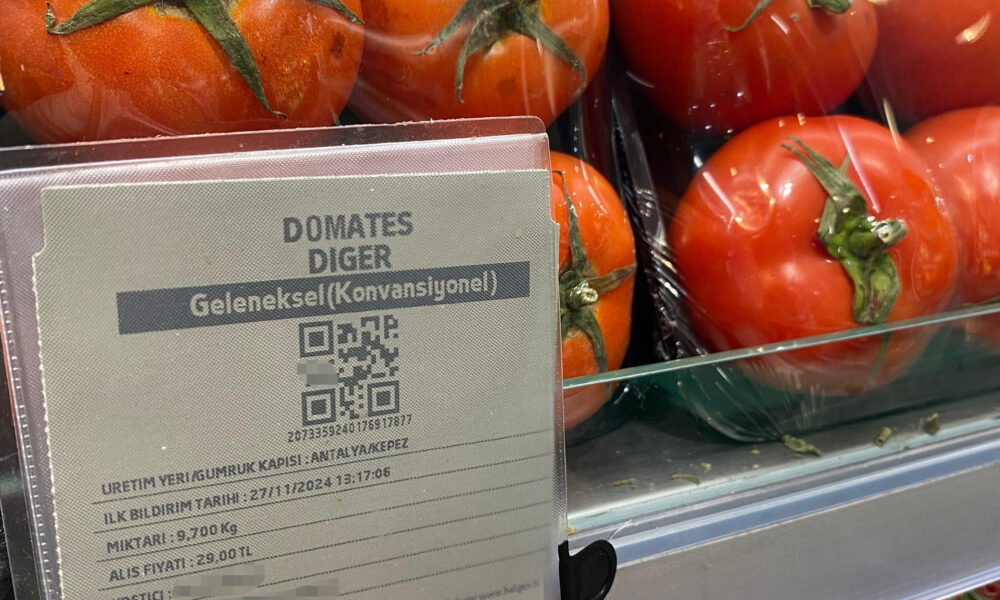 DOMATES
DIGER
Geleneksel(Konvansiyonel)
2073359240176917877
URETIM YERI/GUMRUK KAPISI : ANTALYA/KEPEZ
ILK BILDIRIM TARIHI : 27/11/2024 13:17:06
MIKTARI : 9,700 Kg
ALIS FIYATI : 29.00 TL